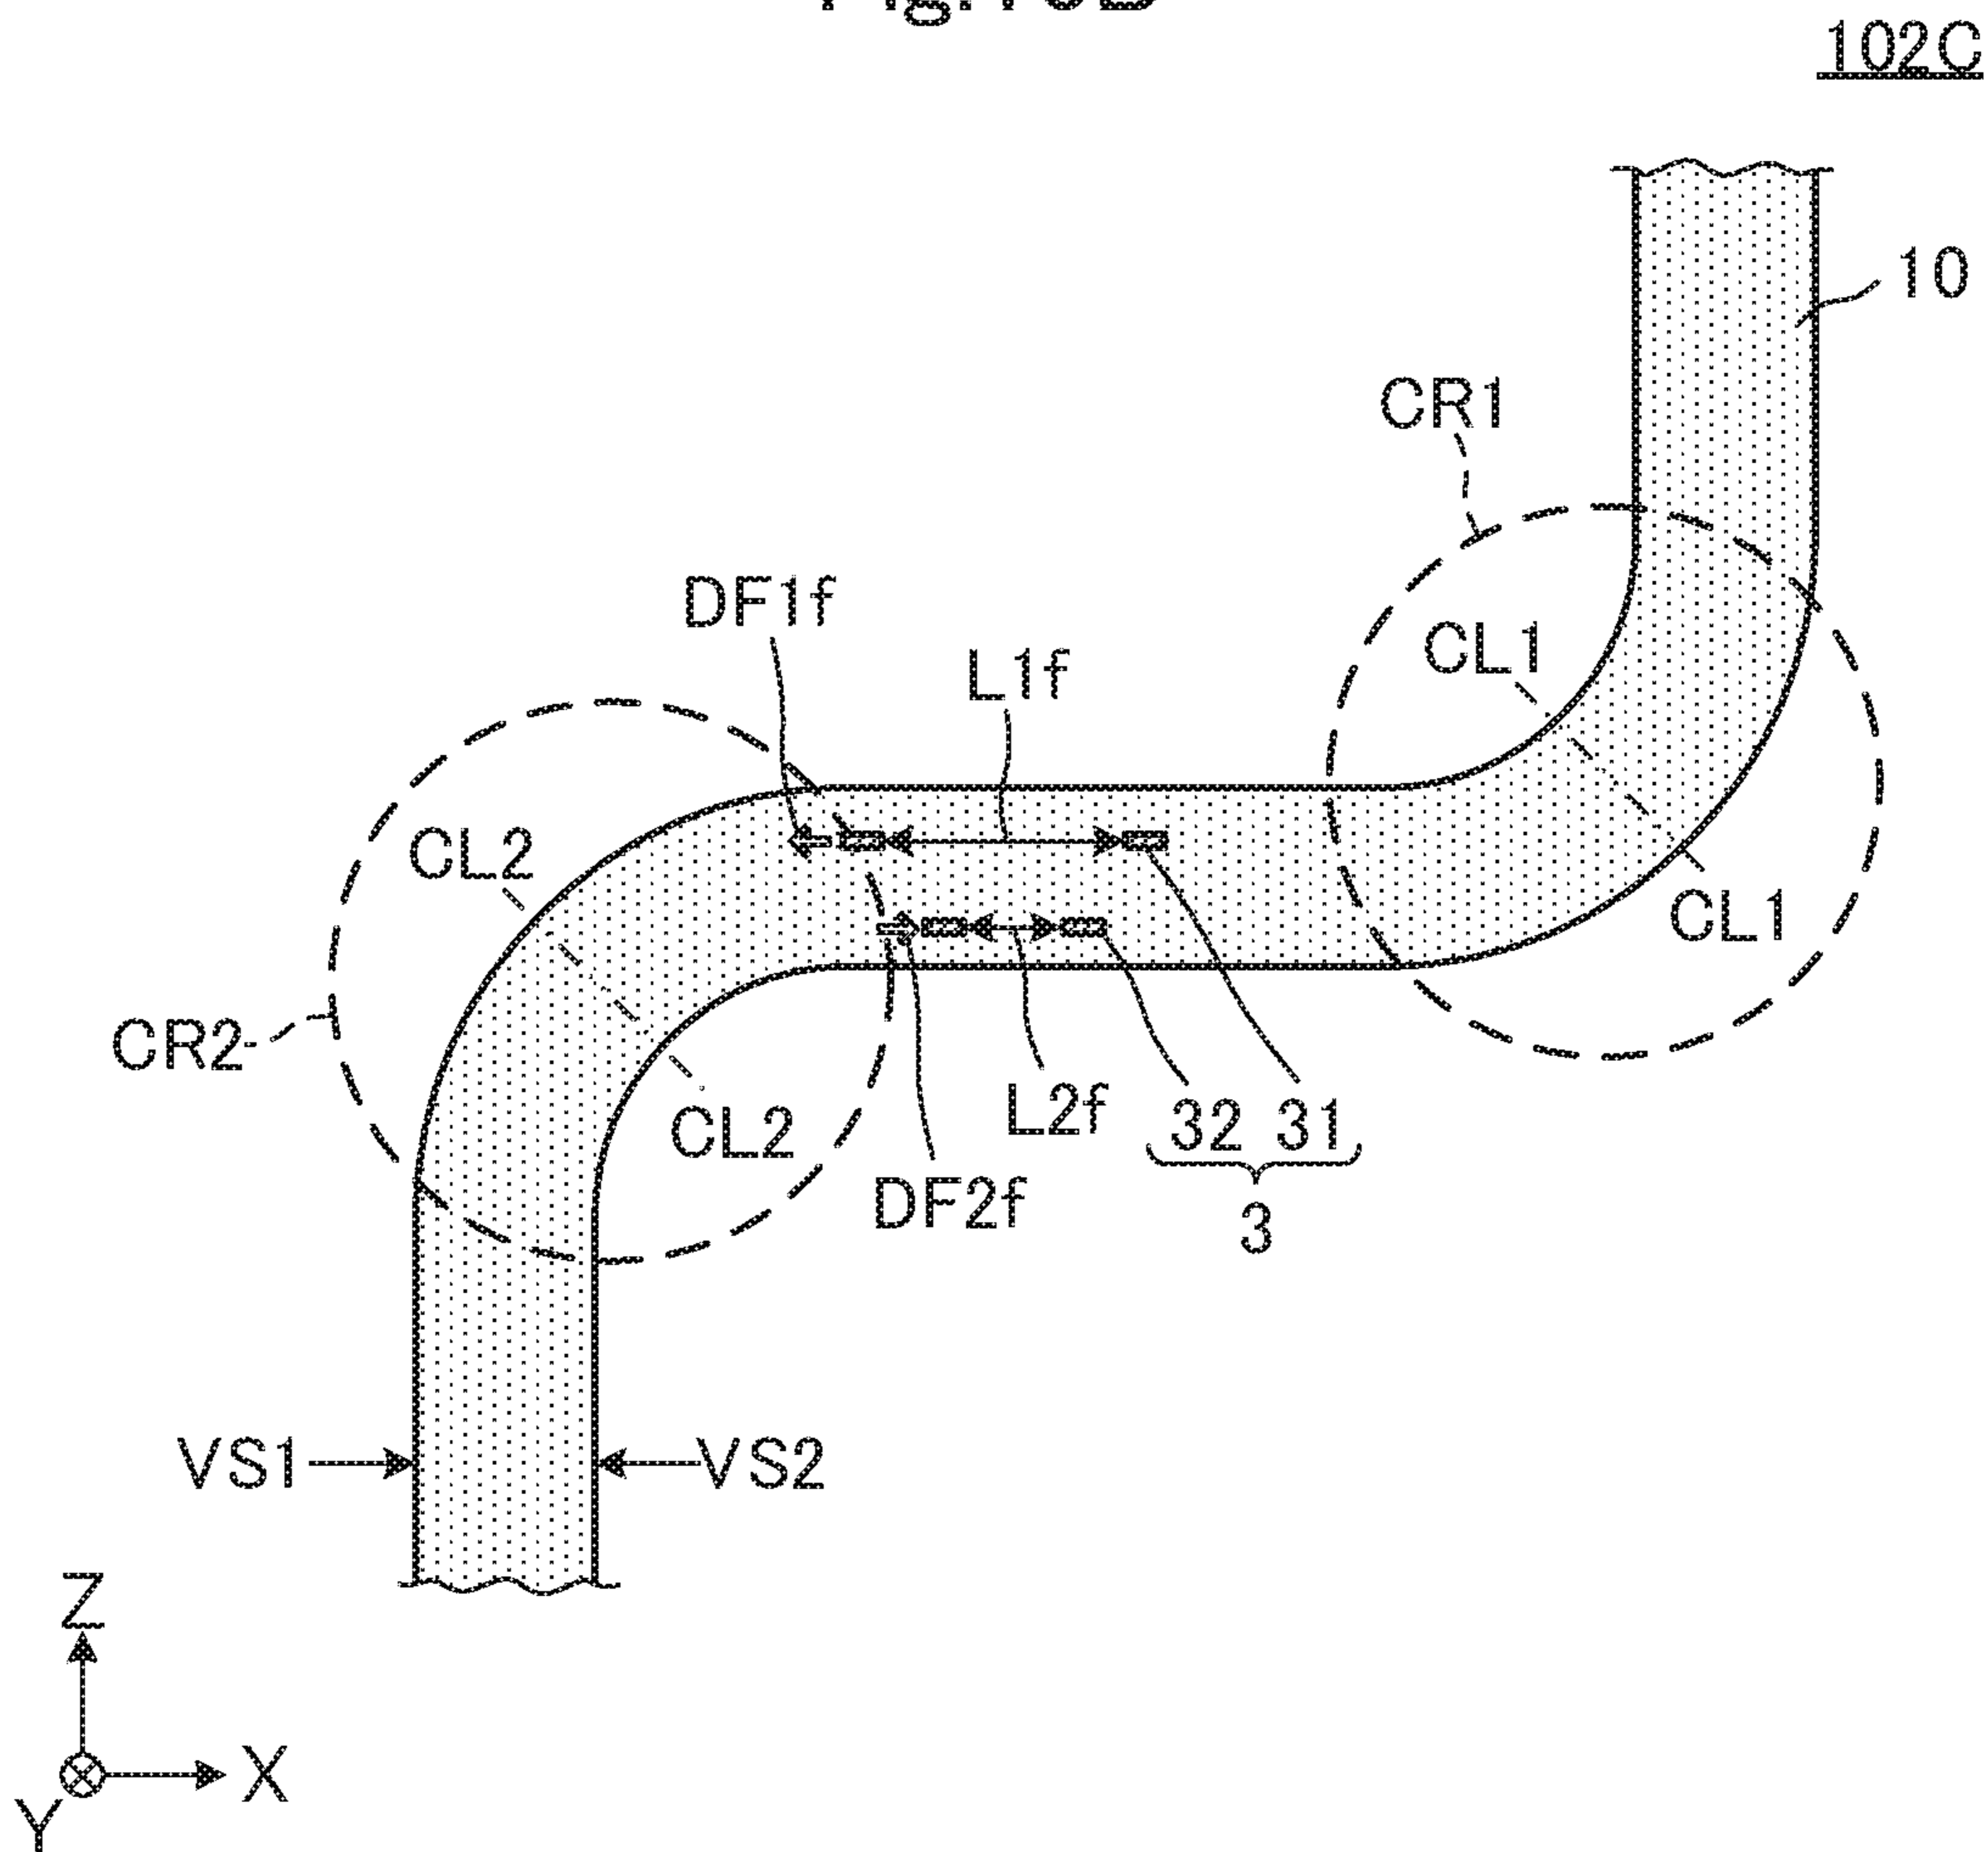 102C
10
CR1
DF1f
L1f
CL1
CL2
CL1
CR2
L2f
32 31
CL2
DF2f
3
VS1
VS2
Z
X
Y